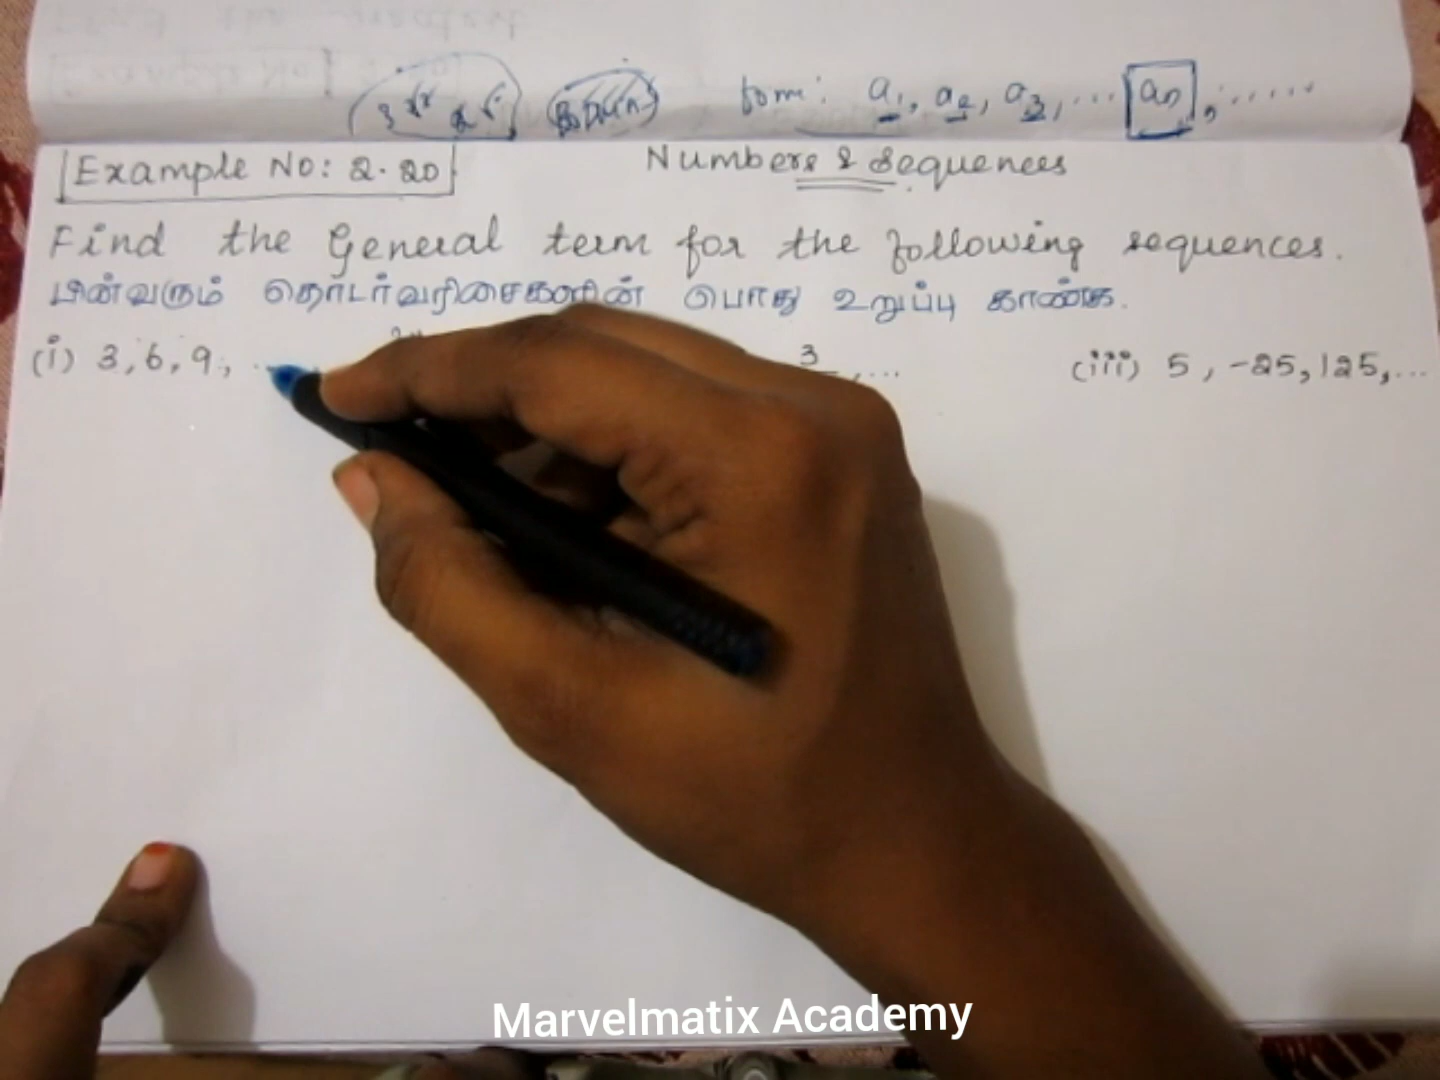 form: a1, a2, a3, ... an, ......
Example No: 2.20
Numbers & Sequences
Find the General term for the following sequences.
பின்வரும் தொடர்வரிசைகளின் பொது உறுப்பு காண்க.
(i) 3, 6, 9, ... 3 , ... (iii) 5, -25, 125, ...
Marvelmatix Academy